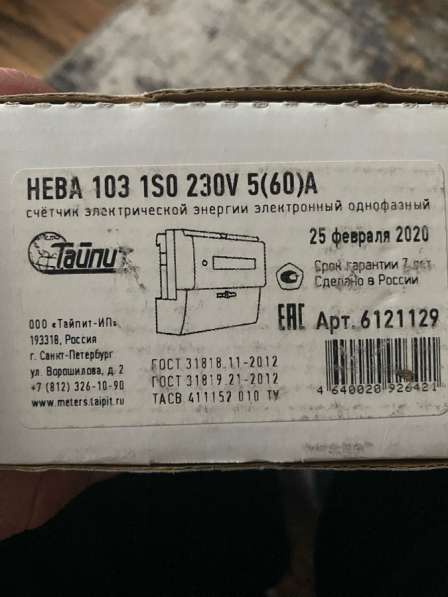 НЕВА 103 1S0 230V 5(60)A
счётчик электрической энергии электронный однофазный
Тайпит
25 февраля 2020
Срок гарантии 7 лет
Сделано в России
ООО «Тайпит-ИП»
193318, Россия
г. Санкт-Петербург
ул. Ворошилова, д. 2
+7 (812) 326-10-90
www.meters.taipit.ru
ГОСТ 31818.11-2012
ГОСТ 31819.21-2012
ТАСВ 411152 010 ТУ
ЕАС Арт. 6121129
4 640020 926421